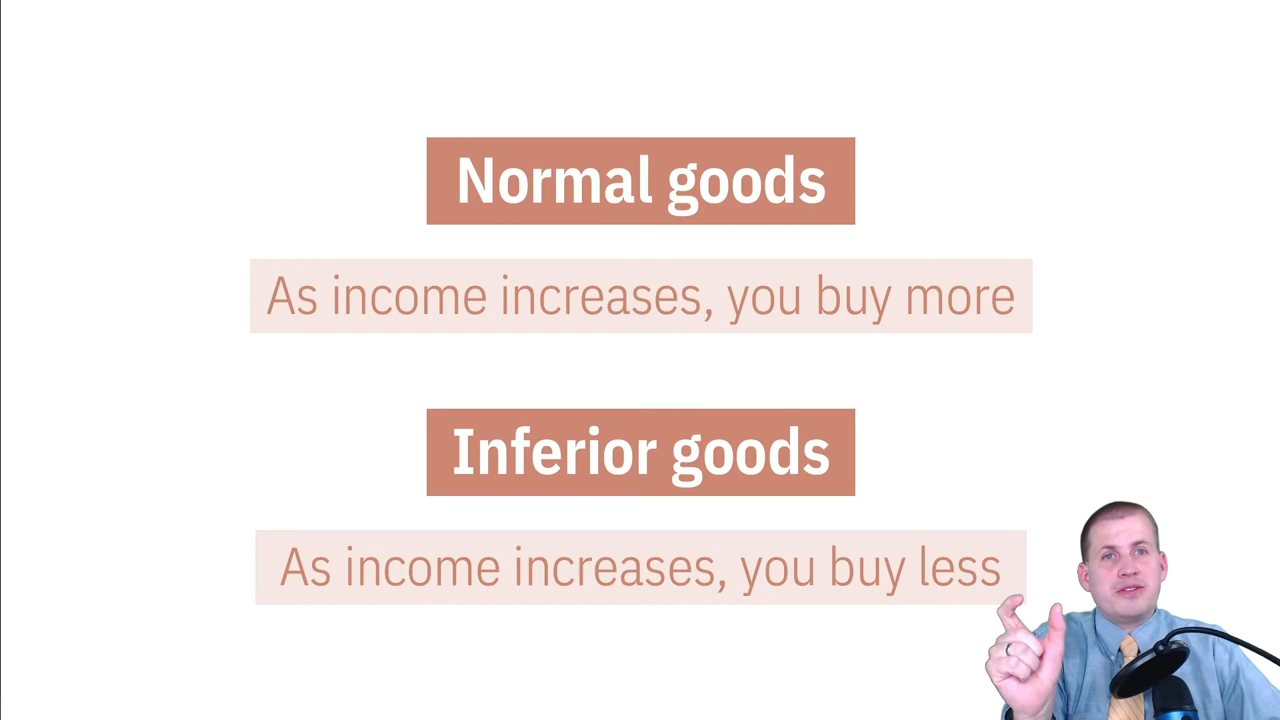 Normal goods
As income increases, you buy more
Inferior goods
As income increases, you buy less